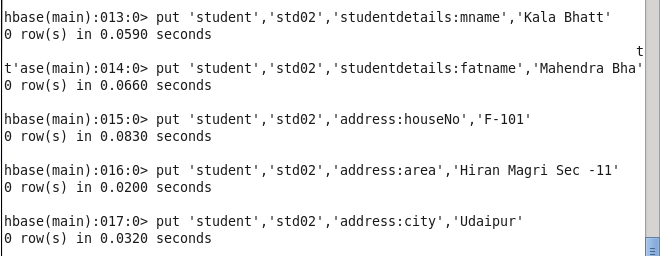 hbase(main):013:0> put 'student','std02','studentdetails:mname','Kala Bhatt'
0 row(s) in 0.0590 seconds
t
t'ase(main):014:0> put 'student','std02','studentdetails:fatname','Mahendra Bha'
0 row(s) in 0.0660 seconds
hbase(main):015:0> put 'student','std02','address:houseNo','F-101'
0 row(s) in 0.0830 seconds
hbase(main):016:0> put 'student','std02','address:area','Hiran Magri Sec -11'
0 row(s) in 0.0200 seconds
hbase(main):017:0> put 'student','std02','address:city','Udaipur'
0 row(s) in 0.0320 seconds